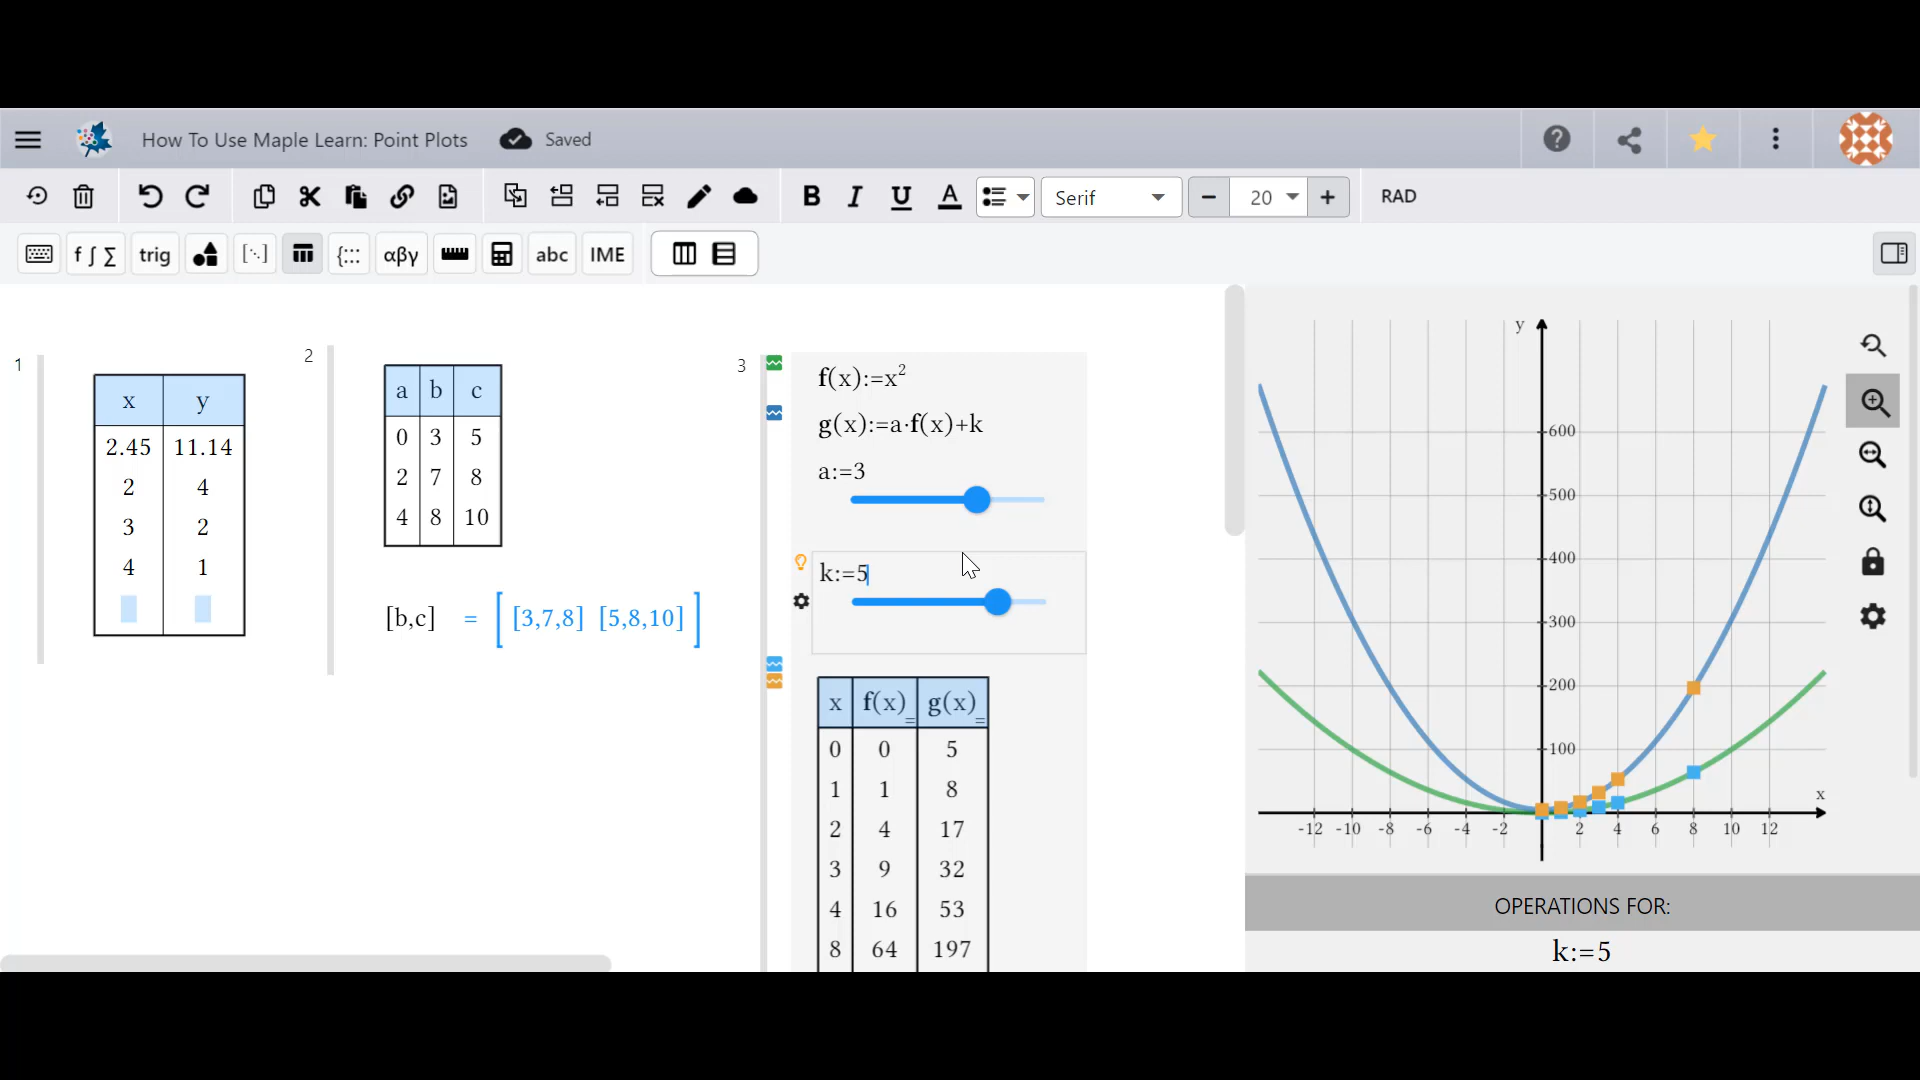 How To Use Maple Learn: Point Plots Saved
B I U A Serif − 20 + RAD
f ∫ ∑ trig αβγ abc IME
1
x y
2.45 11.14
2 4
3 2
4 1
2
a b c
0 3 5
2 7 8
4 8 10
[b,c] = [ [3,7,8] [5,8,10] ]
3
f(x):=x²
g(x):=a·f(x)+k
a:=3
k:=5
x f(x)= g(x)=
0 0 5
1 1 8
2 4 17
3 9 32
4 16 53
8 64 197
y
600
500
400
300
200
100
x
-12 -10 -8 -6 -4 -2 2 4 6 8 10 12
OPERATIONS FOR:
k:=5